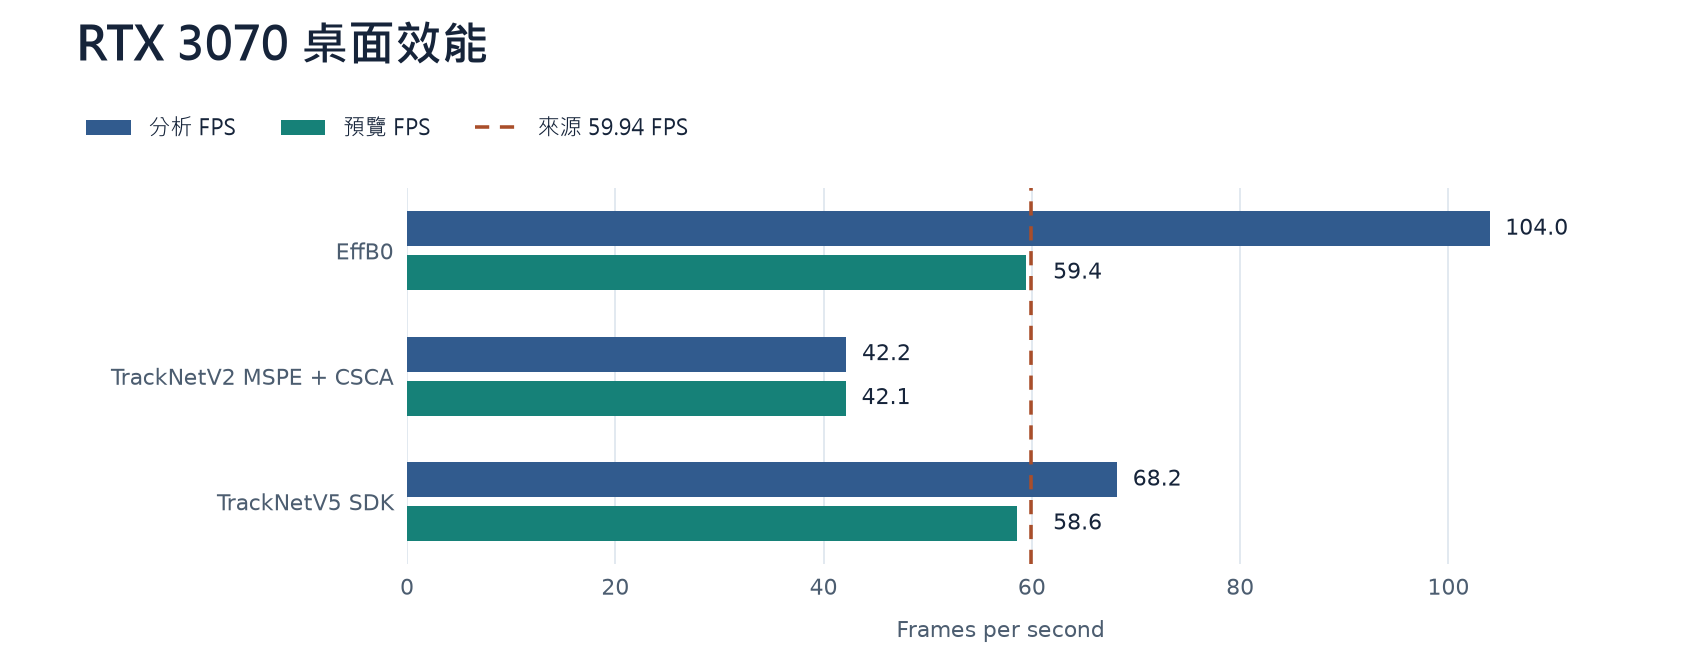 RTX 3070 桌面效能
分析 FPS 預覽 FPS 來源 59.94 FPS
EffB0
104.0
59.4
TrackNetV2 MSPE + CSCA
42.2
42.1
TrackNetV5 SDK
68.2
58.6
0 20 40 60 80 100
Frames per second